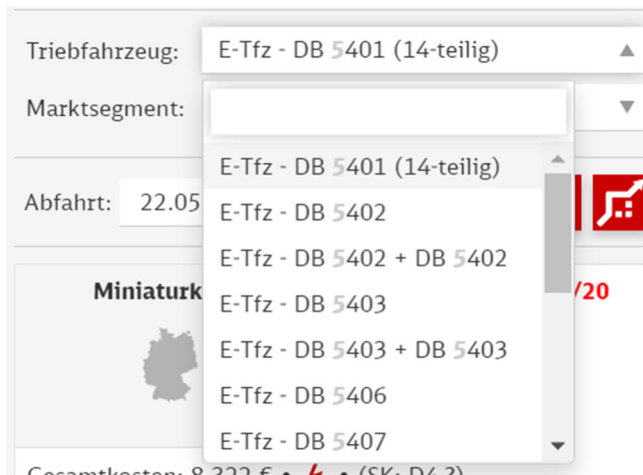 Triebfahrzeug: E-Tfz - DB 5401 (14-teilig)
Marktsegment:
E-Tfz - DB 5401 (14-teilig)
Abfahrt: 22.05
E-Tfz - DB 5402
E-Tfz - DB 5402 + DB 5402
Miniaturk
/20
E-Tfz - DB 5403
E-Tfz - DB 5403 + DB 5403
E-Tfz - DB 5406
E-Tfz - DB 5407
Gesamtkosten: 8.322 € • • (SK: D4 ?)